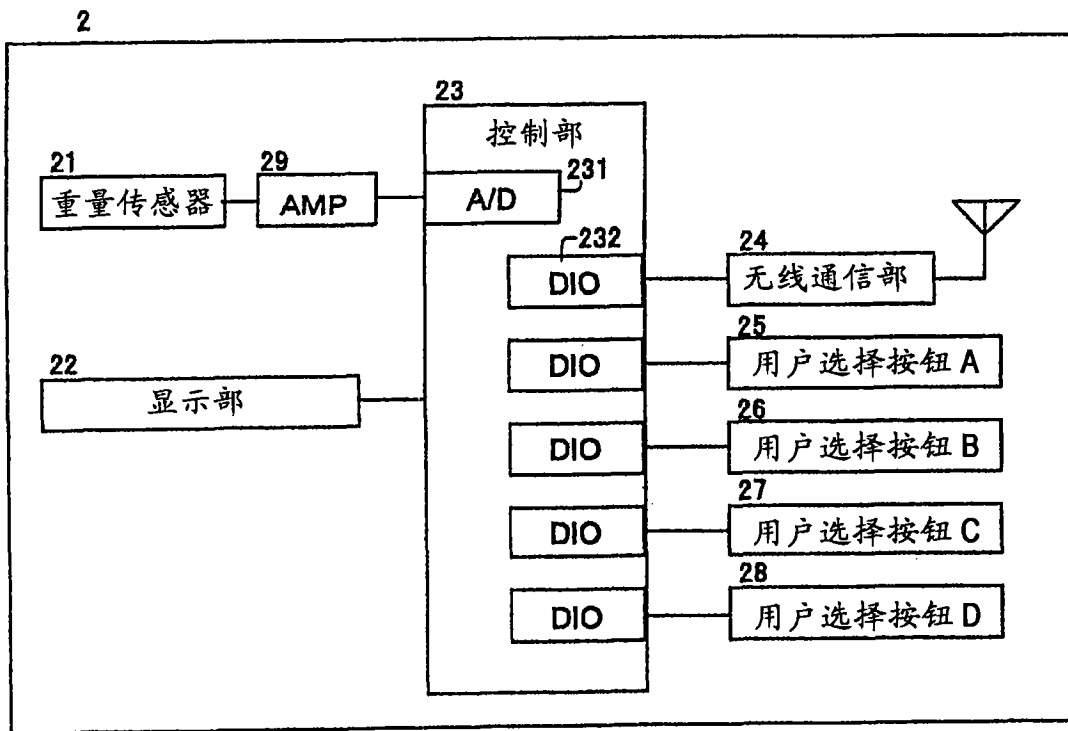 2
23
控制部
21
重量传感器
29
AMP
A/D
231
232
DIO
24
无线通信部
DIO
25
用户选择按钮 A
22
显示部
DIO
26
用户选择按钮 B
DIO
27
用户选择按钮 C
DIO
28
用户选择按钮 D